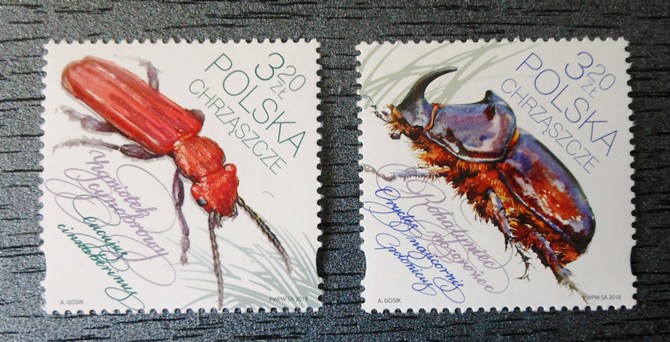 3 20
ZŁ
POLSKA
CHRZĄSZCZE
Zgniotek
cynobrowy
Cucujus
cinnaberinus
A. GOSIK
PWPW SA 2018
3 20
ZŁ
POLSKA
CHRZĄSZCZE
Rohatyniec
nosorożec
Oryctes nasicornis
polonicus
A. GOSIK
PWPW SA 2018